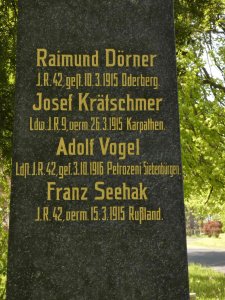 Raimund Dörner
J.R. 42, gest. 10.3.1915 Oderberg.
Josef Krätschmer
Ldw.J.R.9, verm. 26.3.1915 Karpathen.
Adolf Vogel
Ldst.J.R.42, gef. 3.10.1916 Petrozeni Siebenbürgen.
Franz Seehak
J.R. 42, verm. 15.3.1915 Rußland.